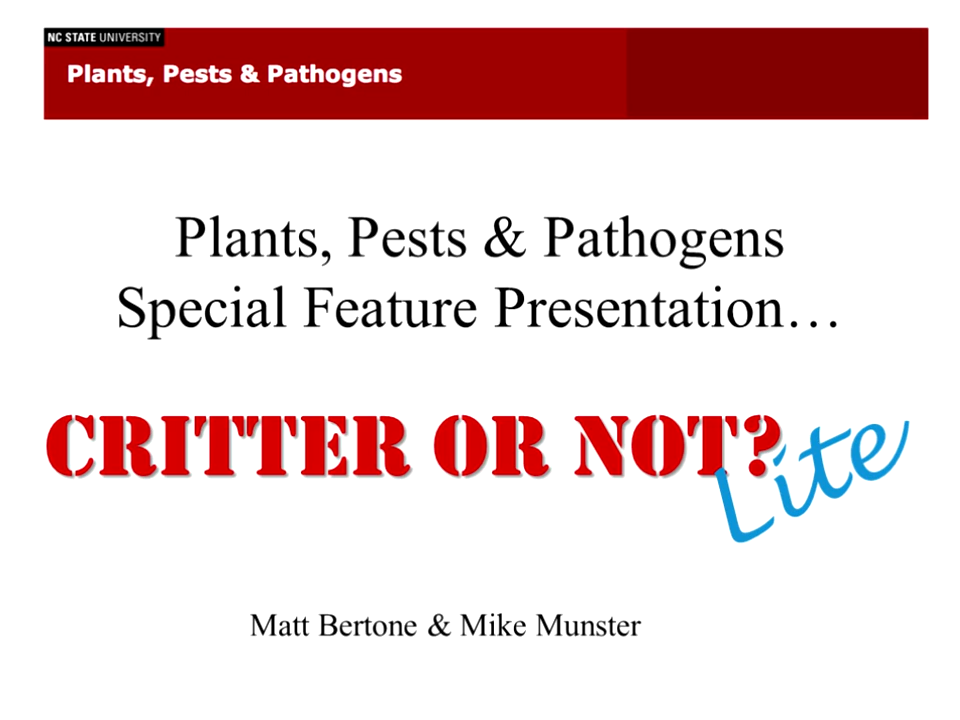 NC STATE UNIVERSITY
Plants, Pests & Pathogens
Plants, Pests & Pathogens
Special Feature Presentation…
CRITTER OR NOT?
Lite
Matt Bertone & Mike Munster